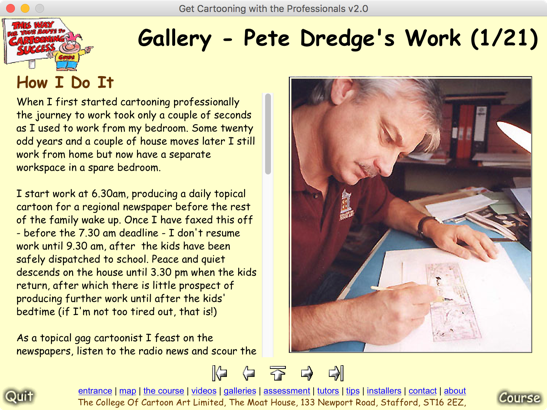 Get Cartooning with the Professionals v2.0
THIS WAY
FOR YOUR ROUTE TO
CARTOONING
SUCCESS
Guide
Gallery - Pete Dredge's Work (1/21)
How I Do It
When I first started cartooning professionally
the journey to work took only a couple of seconds
as I used to work from my bedroom. Some twenty
odd years and a couple of house moves later I still
work from home but now have a separate
workspace in a spare bedroom.
I start work at 6.30am, producing a daily topical
cartoon for a regional newspaper before the rest
of the family wake up. Once I have faxed this off
- before the 7.30 am deadline - I don't resume
work until 9.30 am, after the kids have been
safely dispatched to school. Peace and quiet
descends on the house until 3.30 pm when the kids
return, after which there is little prospect of
producing further work until after the kids'
bedtime (if I'm not too tired out, that is!)
As a topical gag cartoonist I feast on the
newspapers, listen to the radio news and scour the
Quit
entrance | map | the course | videos | galleries | assessment | tutors | tips | installers | contact | about
The College Of Cartoon Art Limited, The Moat House, 133 Newport Road, Stafford, ST16 2EZ,
Course